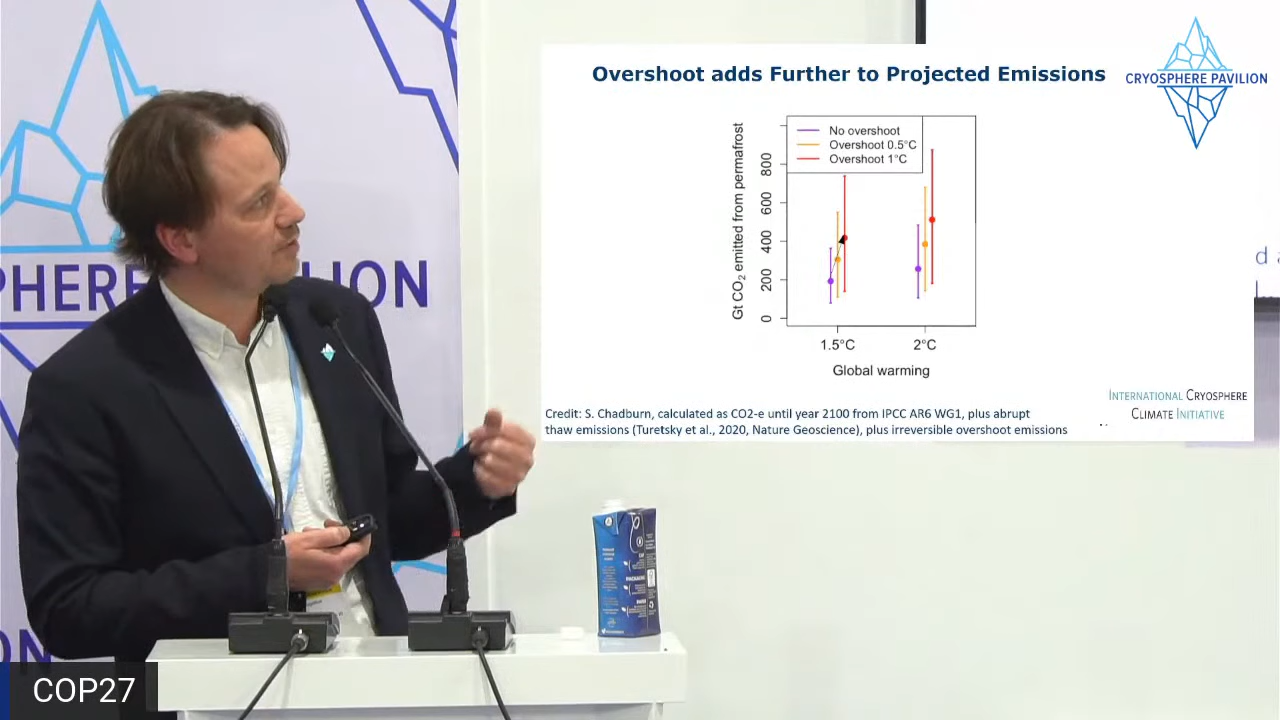 Overshoot adds Further to Projected Emissions
CRYOSPHERE PAVILION
No overshoot
Overshoot 0.5°C
Overshoot 1°C
Gt CO2 emitted from permafrost
800
600
400
200
0
1.5°C
2°C
Global warming
INTERNATIONAL CRYOSPHERE
CLIMATE INITIATIVE
Credit: S. Chadburn, calculated as CO2-e until year 2100 from IPCC AR6 WG1, plus abrupt
thaw emissions (Turetsky et al., 2020, Nature Geoscience), plus irreversible overshoot emissions
PHERE
LION
ON
d a
COP27